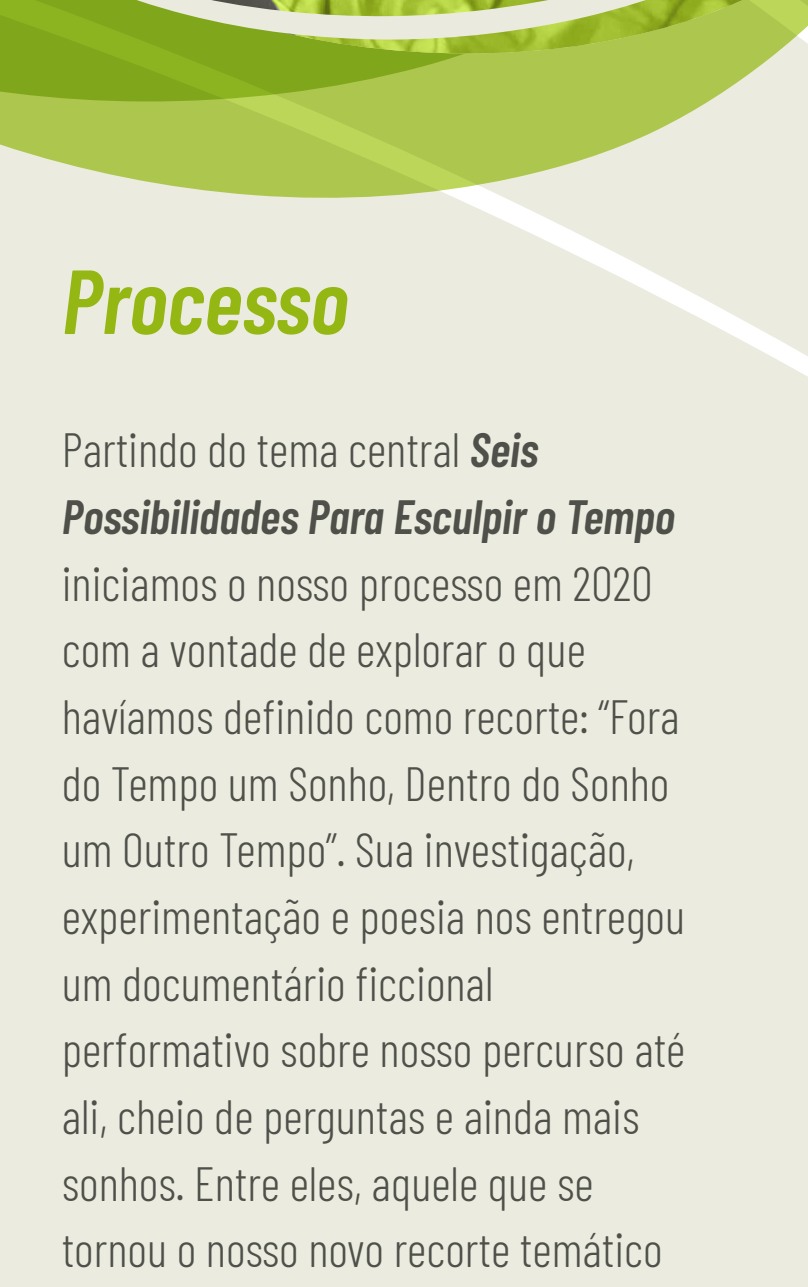 Processo
Partindo do tema central Seis
Possibilidades Para Esculpir o Tempo
iniciamos o nosso processo em 2020
com a vontade de explorar o que
havíamos definido como recorte: “Fora
do Tempo um Sonho, Dentro do Sonho
um Outro Tempo”. Sua investigação,
experimentação e poesia nos entregou
um documentário ficcional
performativo sobre nosso percurso até
ali, cheio de perguntas e ainda mais
sonhos. Entre eles, aquele que se
tornou o nosso novo recorte temático